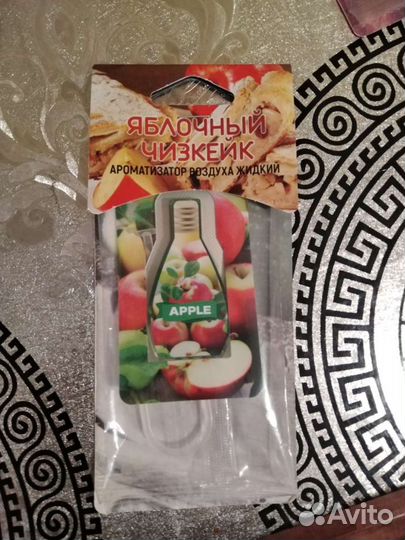 ЯБЛОЧНЫЙ
ЧИЗКЕЙК
АРОМАТИЗАТОР ВОЗДУХА ЖИДКИЙ
APPLE
Avito